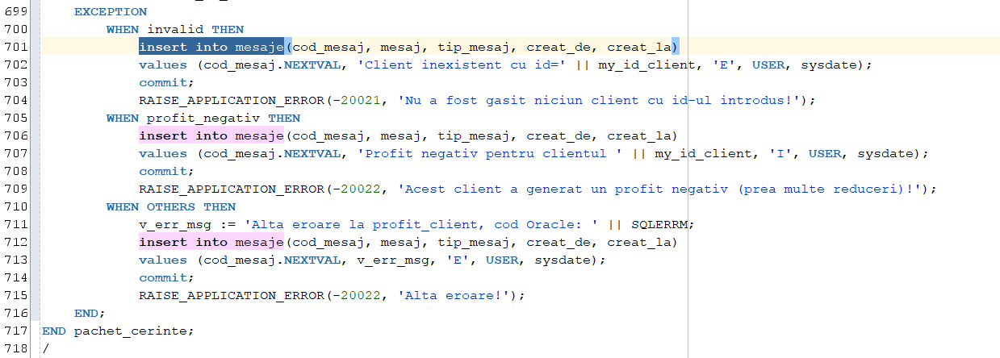 699 EXCEPTION
700 WHEN invalid THEN
701 insert into mesaje(cod_mesaj, mesaj, tip_mesaj, creat_de, creat_la)
702 values (cod_mesaj.NEXTVAL, 'Client inexistent cu id=' || my_id_client, 'E', USER, sysdate);
703 commit;
704 RAISE_APPLICATION_ERROR(-20021, 'Nu a fost gasit niciun client cu id-ul introdus!');
705 WHEN profit_negativ THEN
706 insert into mesaje(cod_mesaj, mesaj, tip_mesaj, creat_de, creat_la)
707 values (cod_mesaj.NEXTVAL, 'Profit negativ pentru clientul ' || my_id_client, 'I', USER, sysdate);
708 commit;
709 RAISE_APPLICATION_ERROR(-20022, 'Acest client a generat un profit negativ (prea multe reduceri)!');
710 WHEN OTHERS THEN
711 v_err_msg := 'Alta eroare la profit_client, cod Oracle: ' || SQLERRM;
712 insert into mesaje(cod_mesaj, mesaj, tip_mesaj, creat_de, creat_la)
713 values (cod_mesaj.NEXTVAL, v_err_msg, 'E', USER, sysdate);
714 commit;
715 RAISE_APPLICATION_ERROR(-20022, 'Alta eroare!');
716 END;
717 END pachet_cerinte;
718 /